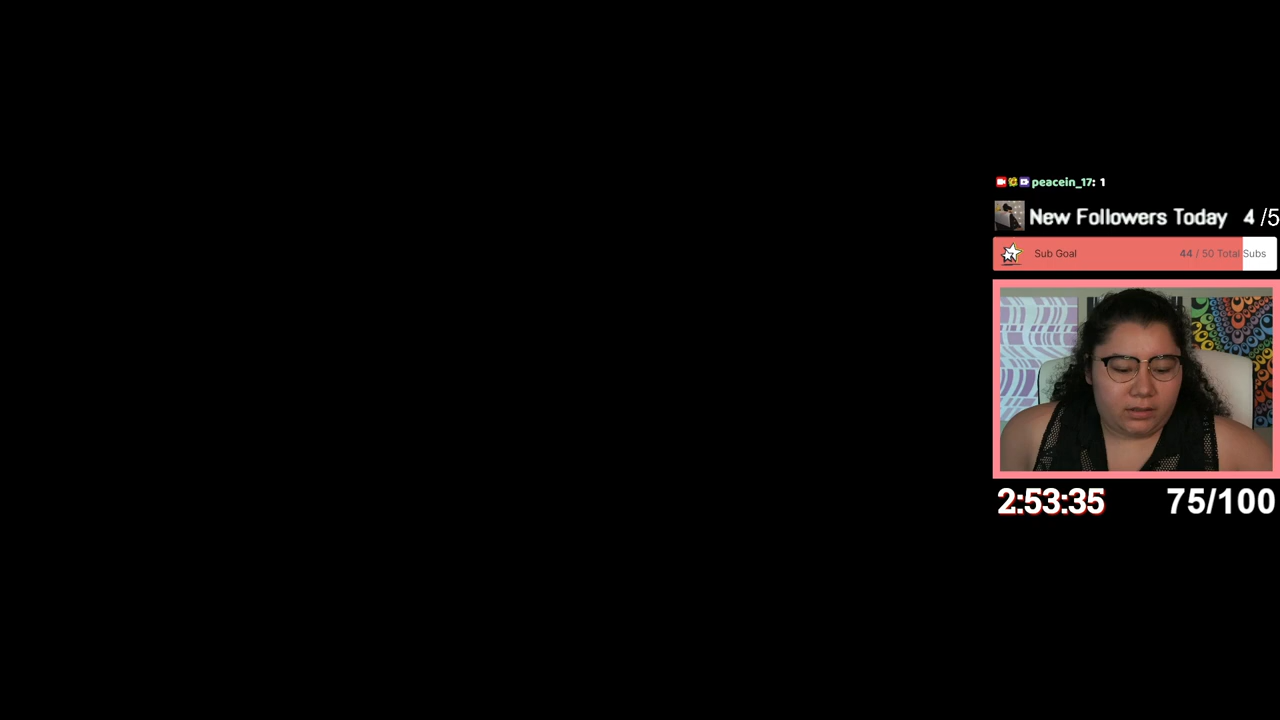 peacein_17: 1
New Followers Today 4 /5
Sub Goal 44 / 50 Total Subs
2:53:35 75/100